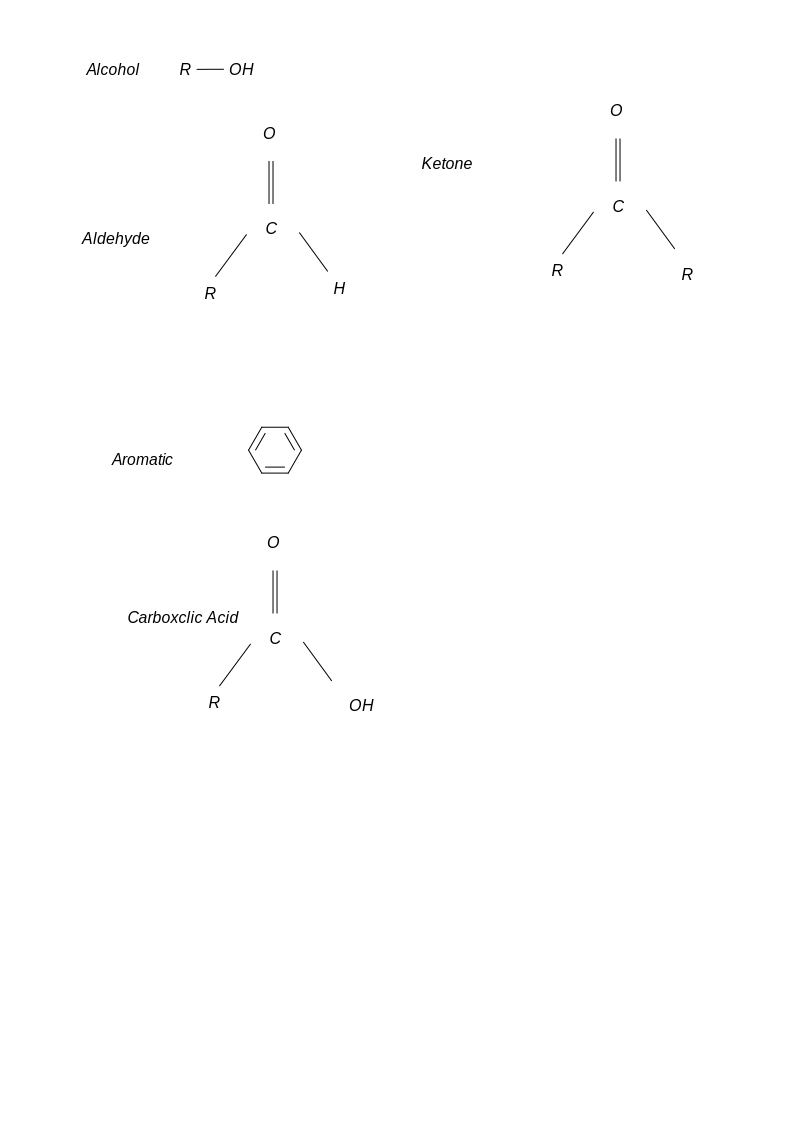 Alcohol R OH
O
Aldehyde
C
R H
O
Ketone
C
R R
Aromatic
O
Carboxclic Acid
C
R OH